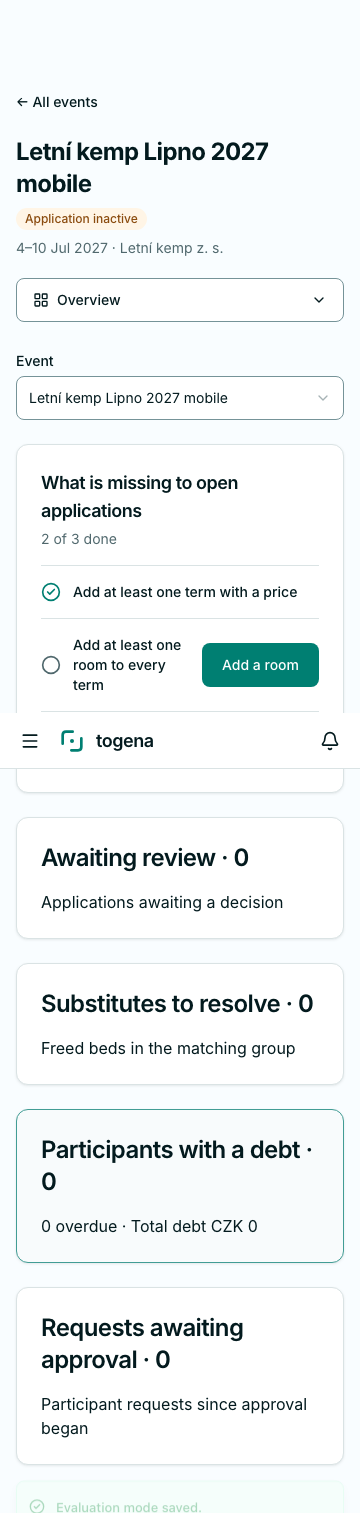 ← All events
Letní kemp Lipno 2027
mobile
Application inactive
4–10 Jul 2027 · Letní kemp z. s.
Overview
Event
Letní kemp Lipno 2027 mobile
What is missing to open
applications
2 of 3 done
Add at least one term with a price
Add at least one
room to every
term
Add a room
togena
Awaiting review · 0
Applications awaiting a decision
Substitutes to resolve · 0
Freed beds in the matching group
Participants with a debt ·
0
0 overdue · Total debt CZK 0
Requests awaiting
approval · 0
Participant requests since approval
began
Evaluation mode saved.